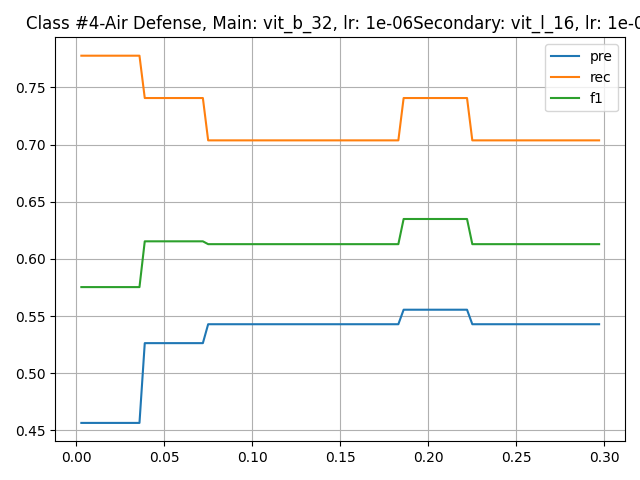 Class #4-Air Defense, Main: vit_b_32, lr: 1e-06Secondary: vit_l_16, lr: 1e-0
pre
rec
f1
0.75
0.70
0.65
0.60
0.55
0.50
0.45
0.00 0.05 0.10 0.15 0.20 0.25 0.30